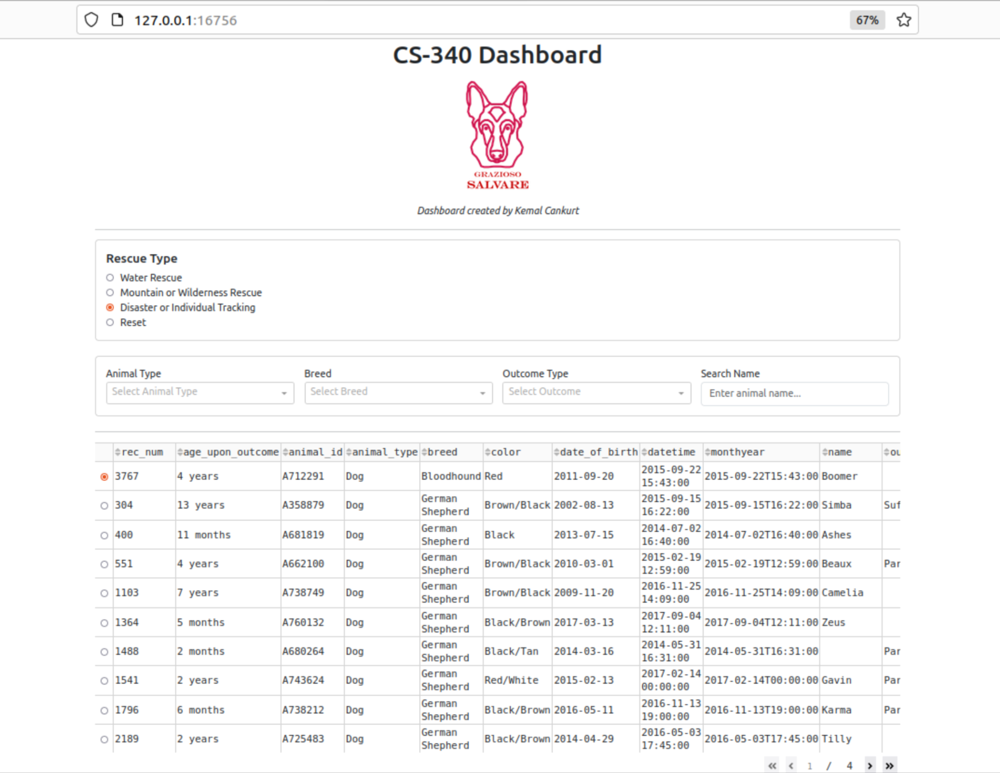 127.0.0.1:16756
67%
CS-340 Dashboard
GRAZIOSO
SALVARE
Dashboard created by Kemal Cankurt
Rescue Type
Water Rescue
Mountain or Wilderness Rescue
Disaster or Individual Tracking
Reset
Animal Type Breed Outcome Type Search Name
Select Animal Type Select Breed Select Outcome Enter animal name...
rec_num age_upon_outcome animal_id animal_type breed color date_of_birth datetime monthyear name ou
3767 4 years A712291 Dog Bloodhound Red 2011-09-20 2015-09-22 15:43:00 2015-09-22T15:43:00 Boomer
304 13 years A358879 Dog German Shepherd Brown/Black 2002-08-13 2015-09-15 16:22:00 2015-09-15T16:22:00 Simba Suf
400 11 months A681819 Dog German Shepherd Black 2013-07-15 2014-07-02 16:40:00 2014-07-02T16:40:00 Ashes
551 4 years A662100 Dog German Shepherd Brown/Black 2010-03-01 2015-02-19 12:59:00 2015-02-19T12:59:00 Beaux Par
1103 7 years A738749 Dog German Shepherd Brown/Black 2009-11-20 2016-11-25 14:09:00 2016-11-25T14:09:00 Camelia
1364 5 months A760132 Dog German Shepherd Black/Brown 2017-03-13 2017-09-04 12:11:00 2017-09-04T12:11:00 Zeus
1488 2 months A680264 Dog German Shepherd Black/Tan 2014-03-16 2014-05-31 16:31:00 2014-05-31T16:31:00 Par
1541 2 years A743624 Dog German Shepherd Red/White 2015-02-13 2017-02-14 00:00:00 2017-02-14T00:00:00 Gavin Par
1796 6 months A738212 Dog German Shepherd Black/Brown 2016-05-11 2016-11-13 19:00:00 2016-11-13T19:00:00 Karma Par
2189 2 years A725483 Dog German Shepherd Black/Brown 2014-04-29 2016-05-03 17:45:00 2016-05-03T17:45:00 Tilly
« ‹ 1 / 4 › »